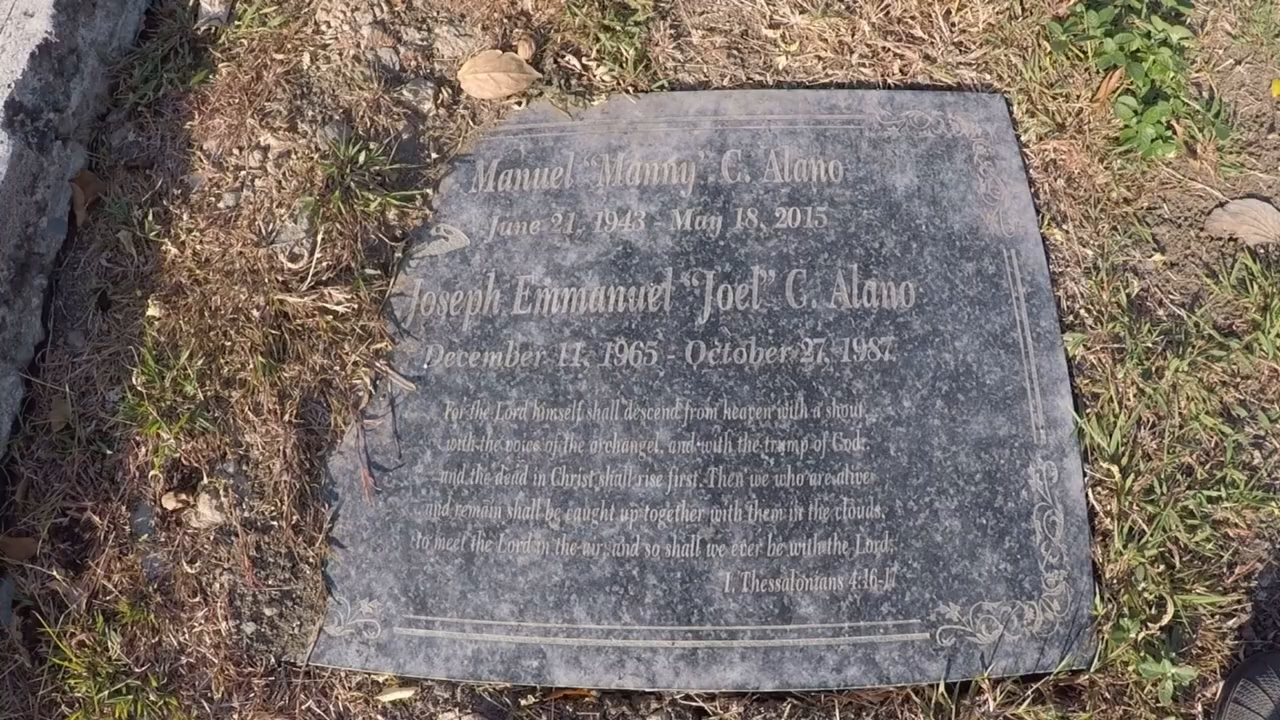 Manuel "Manny" C. Alano
June 21, 1943 - May 18, 2015
Joseph Emmanuel "Joel" G. Alano
December 11, 1965 - October 27, 1987
For the Lord himself shall descend from heaven with a shout,
with the voice of the archangel, and with the trump of God:
and the dead in Christ shall rise first. Then we who are alive
and remain shall be caught up together with them in the clouds,
to meet the Lord in the air, and so shall we ever be with the Lord.
I. Thessalonians 4:16-17